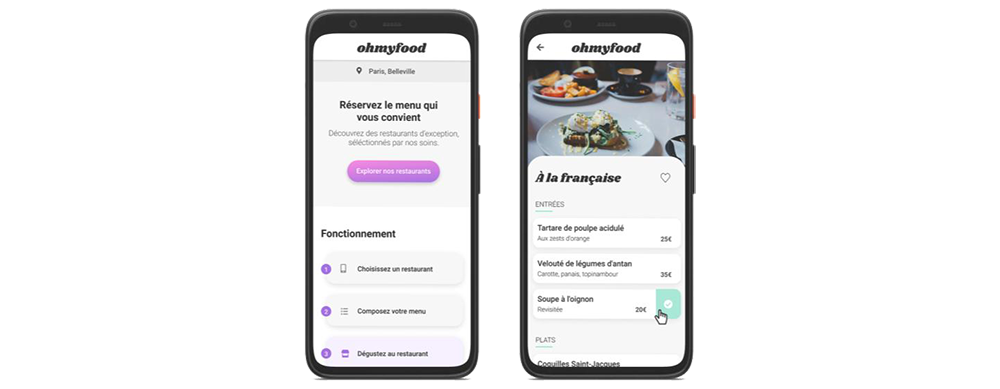 ohmyfood
Paris, Belleville
Réservez le menu qui
vous convient
Découvrez des restaurants d'exception,
séléctionnés par nos soins.
Explorer nos restaurants
Fonctionnement
1 Choisissez un restaurant
2 Composez votre menu
3 Dégustez au restaurant
ohmyfood
À la française
ENTRÉES
Tartare de poulpe acidulé
Aux zests d'orange 25€
Velouté de légumes d'antan
Carotte, panais, topinambour 35€
Soupe à l'oignon
Revisitée 20€
PLATS
Coquilles Saint-Jacques